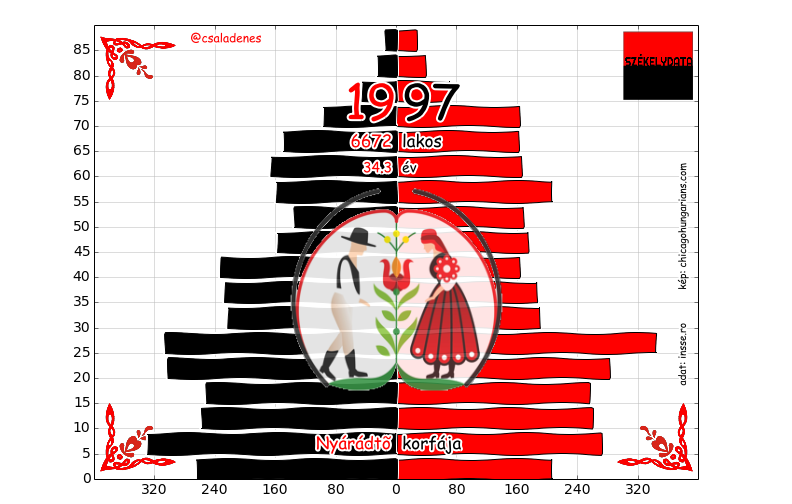 @csaladenes
SZÉKELYDATA
1997
6672 lakos
34.3 év
kép: chicagohungarians.com
adat: insse.ro
Nyárádtõ korfája
85
80
75
70
65
60
55
50
45
40
35
30
25
20
15
10
5
0
320 240 160 80 0 80 160 240 320